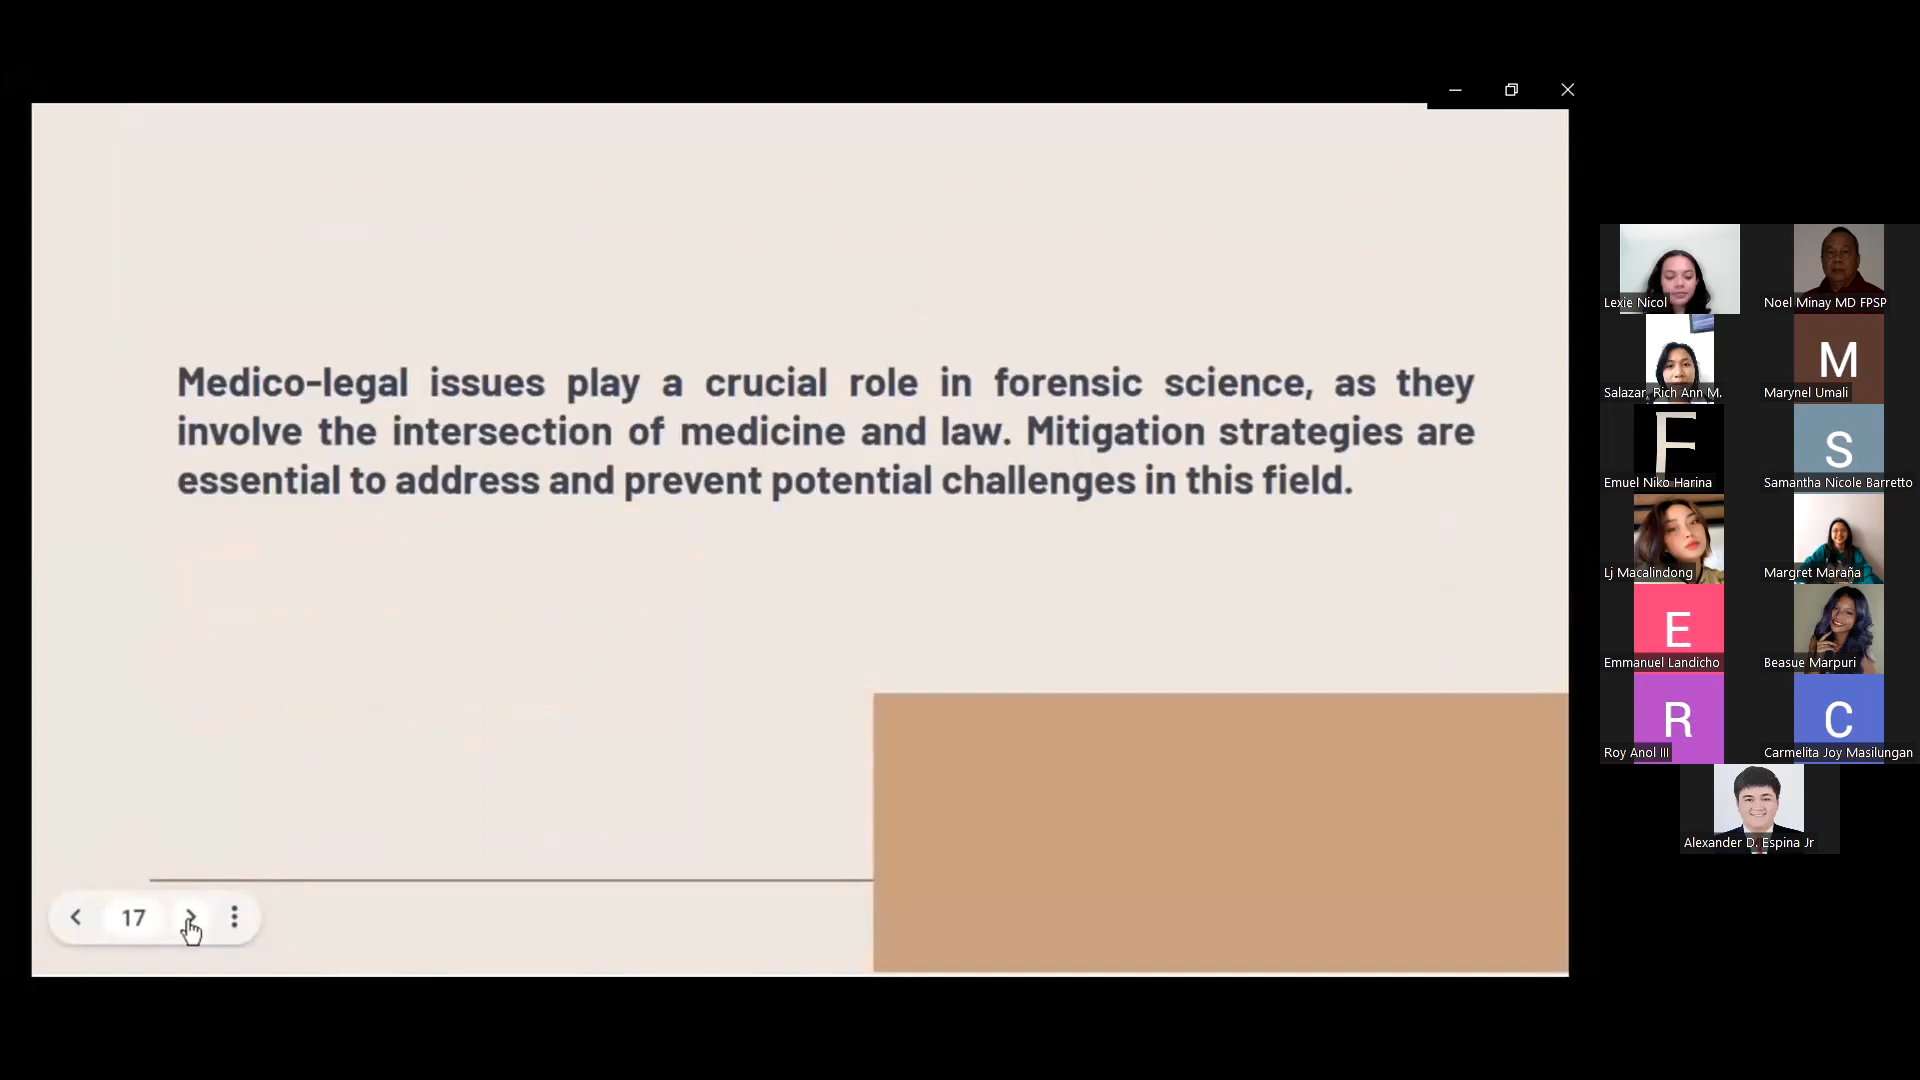 Medico-legal issues play a crucial role in forensic science, as they
involve the intersection of medicine and law. Mitigation strategies are
essential to address and prevent potential challenges in this field.
17
Lexie Nicol
Noel Minay MD FPSP
Salazar, Rich Ann M.
M
Marynel Umali
F
Emuel Niko Harina
S
Samantha Nicole Barretto
Lj Macalindong
Margret Maraña
E
Emmanuel Landicho
Beasue Marpuri
R
Roy Anol III
C
Carmelita Joy Masilungan
Alexander D. Espina Jr